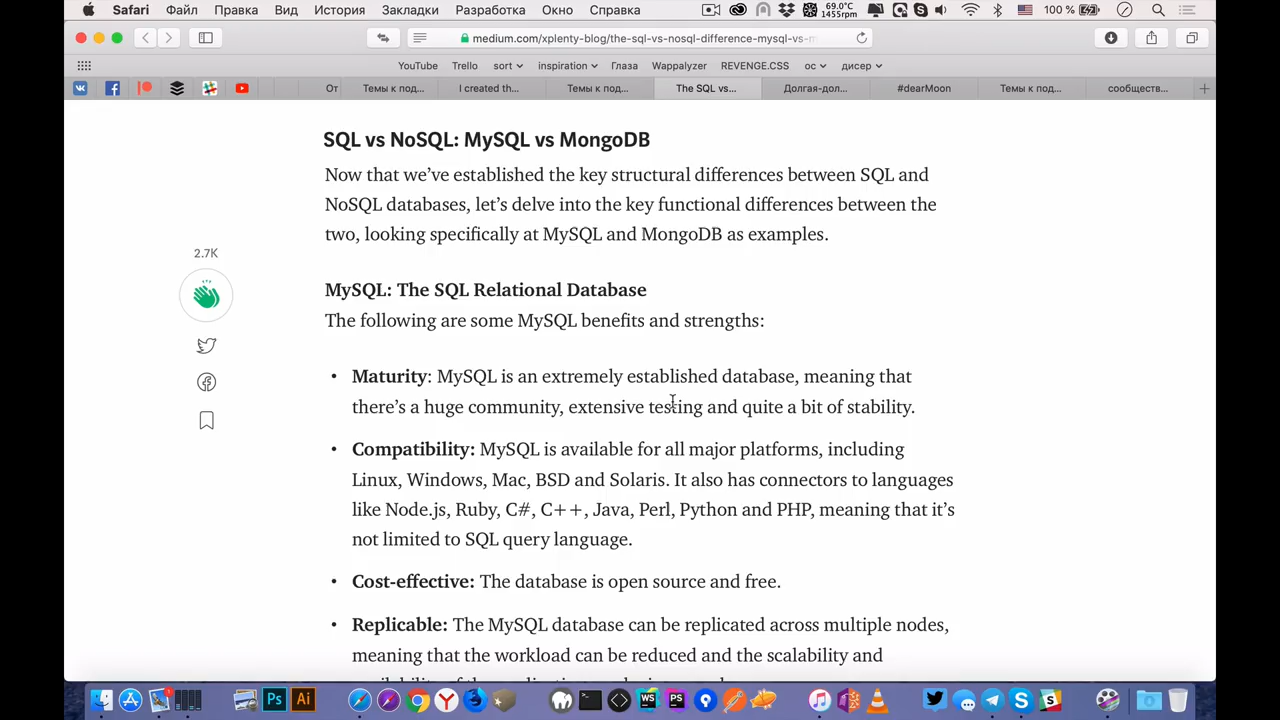 Safari Файл Правка Вид История Закладки Разработка Окно Справка 69.0°C 1455rpm 100 %
medium.com/xplenty-blog/the-sql-vs-nosql-difference-mysql-vs-m
YouTube Trello sort inspiration Глаза Wappalyzer REVENGE.CSS ос дисер
От Темы к под... I created th... Темы к под... The SQL vs... Долгая-дол... #dearMoon Темы к под... сообществ...
SQL vs NoSQL: MySQL vs MongoDB
Now that we’ve established the key structural differences between SQL and
NoSQL databases, let’s delve into the key functional differences between the
two, looking specifically at MySQL and MongoDB as examples.
2.7K
MySQL: The SQL Relational Database
The following are some MySQL benefits and strengths:
• Maturity: MySQL is an extremely established database, meaning that
there’s a huge community, extensive testing and quite a bit of stability.
• Compatibility: MySQL is available for all major platforms, including
Linux, Windows, Mac, BSD and Solaris. It also has connectors to languages
like Node.js, Ruby, C#, C++, Java, Perl, Python and PHP, meaning that it’s
not limited to SQL query language.
• Cost-effective: The database is open source and free.
• Replicable: The MySQL database can be replicated across multiple nodes,
meaning that the workload can be reduced and the scalability and
Ps Ai WS PS